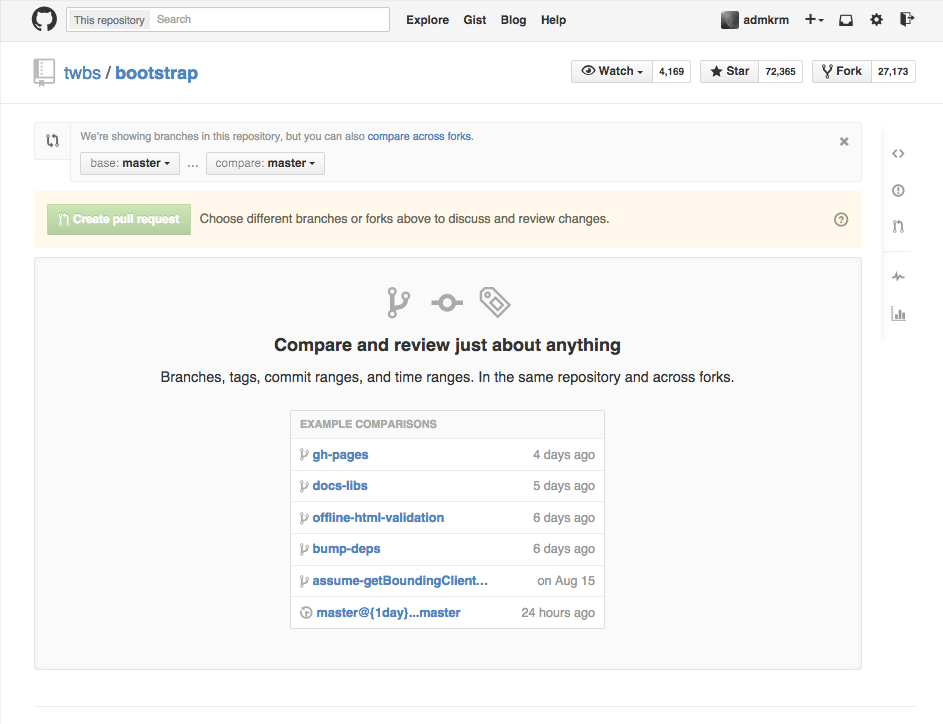 This repository Search Explore Gist Blog Help admkrm
twbs / bootstrap Watch 4,169 Star 72,365 Fork 27,173
We're showing branches in this repository, but you can also compare across forks.
base: master ... compare: master
Create pull request Choose different branches or forks above to discuss and review changes.
Compare and review just about anything
Branches, tags, commit ranges, and time ranges. In the same repository and across forks.
EXAMPLE COMPARISONS
gh-pages 4 days ago
docs-libs 5 days ago
offline-html-validation 6 days ago
bump-deps 6 days ago
assume-getBoundingClient... on Aug 15
master@{1day}...master 24 hours ago